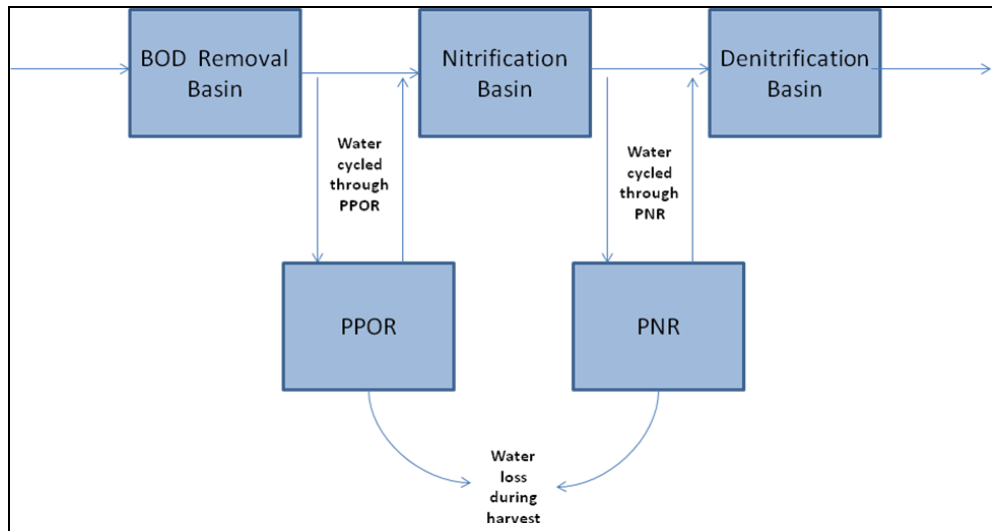 BOD Removal
Basin
Nitrification
Basin
Denitrification
Basin
Water
cycled
through
PPOR
Water
cycled
through
PNR
PPOR
PNR
Water
loss
during
harvest